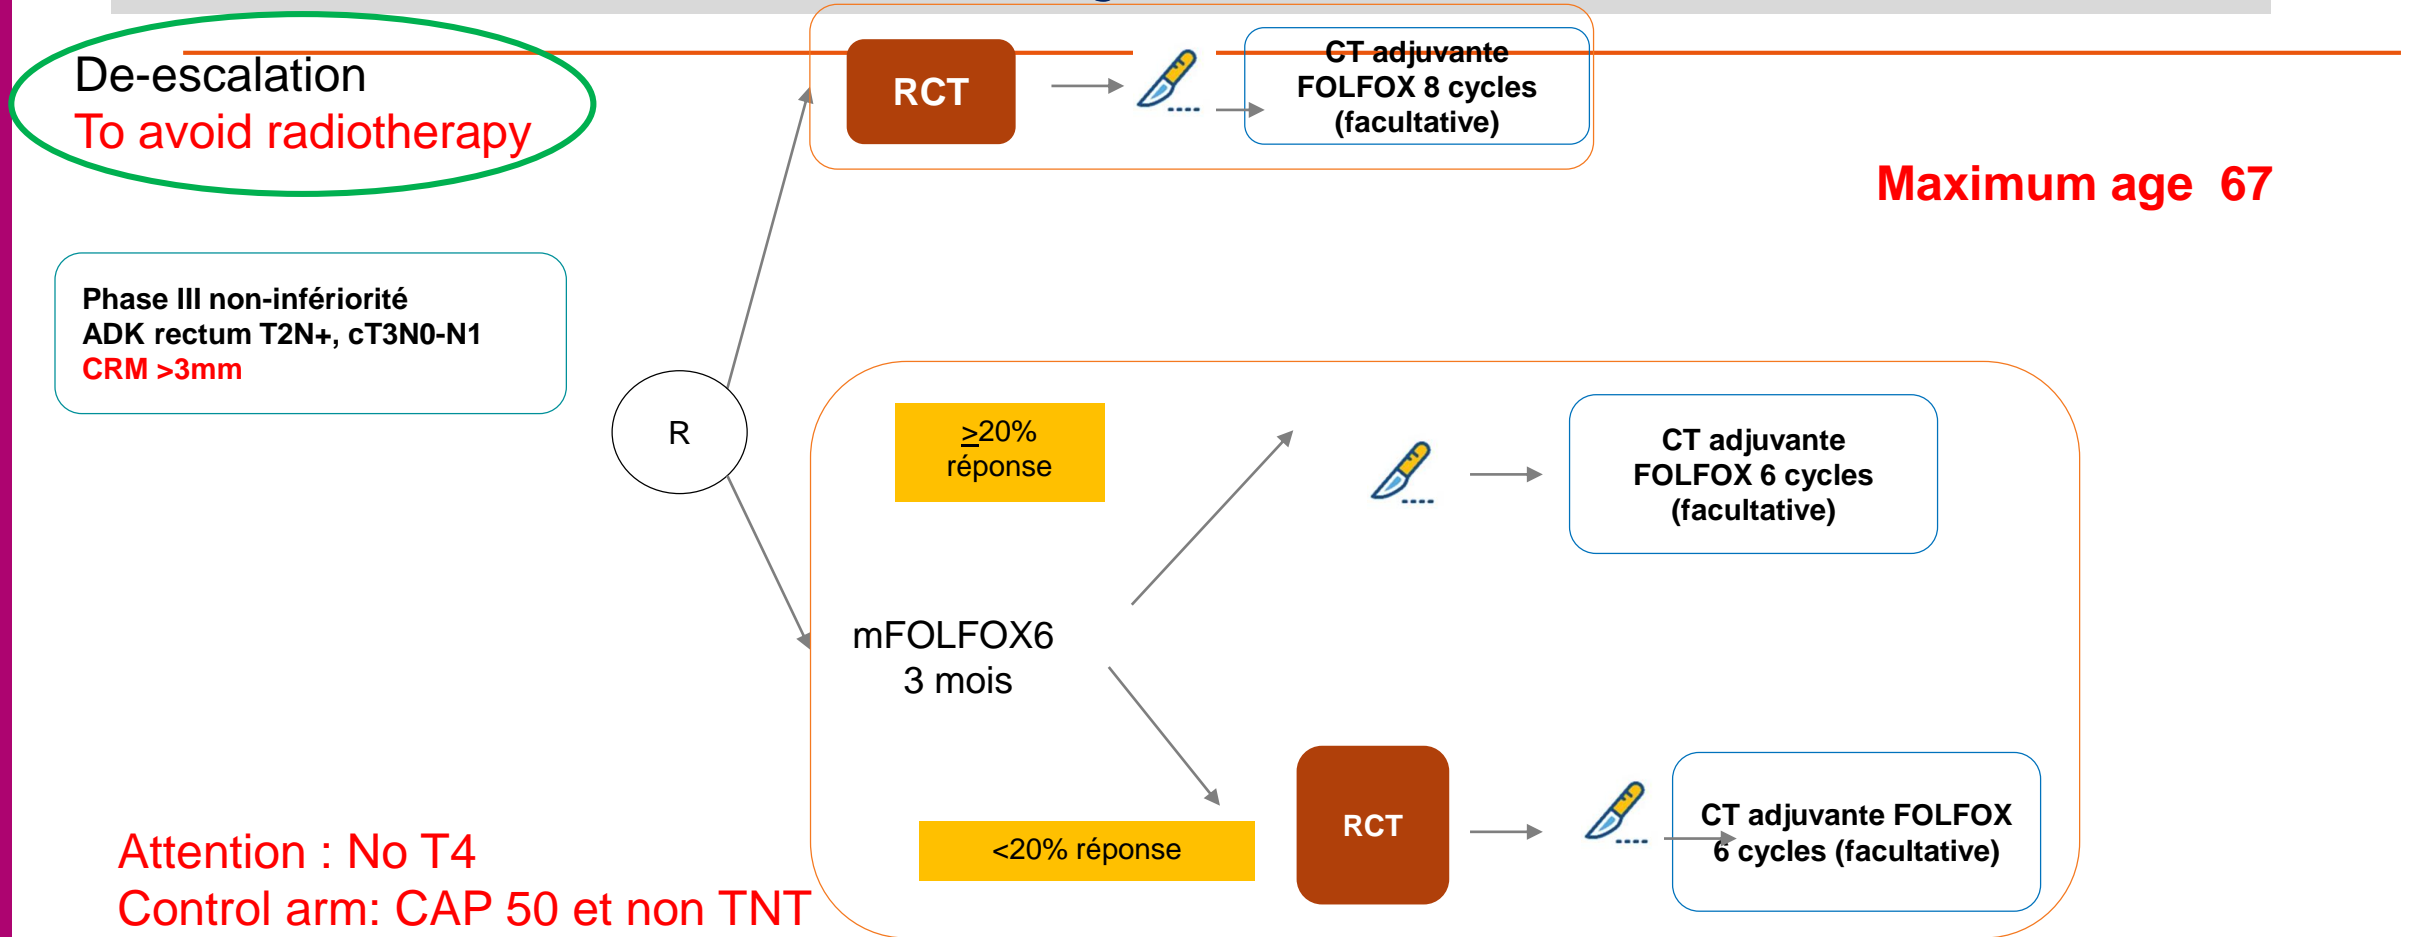 De-escalation
To avoid radiotherapy
RCT
CT adjuvante
FOLFOX 8 cycles
(facultative)
Maximum age 67
Phase III non-infériorité
ADK rectum T2N+, cT3N0-N1
CRM >3mm
R
≥20%
réponse
CT adjuvante
FOLFOX 6 cycles
(facultative)
mFOLFOX6
3 mois
<20% réponse
RCT
CT adjuvante FOLFOX
6 cycles (facultative)
Attention : No T4
Control arm: CAP 50 et non TNT